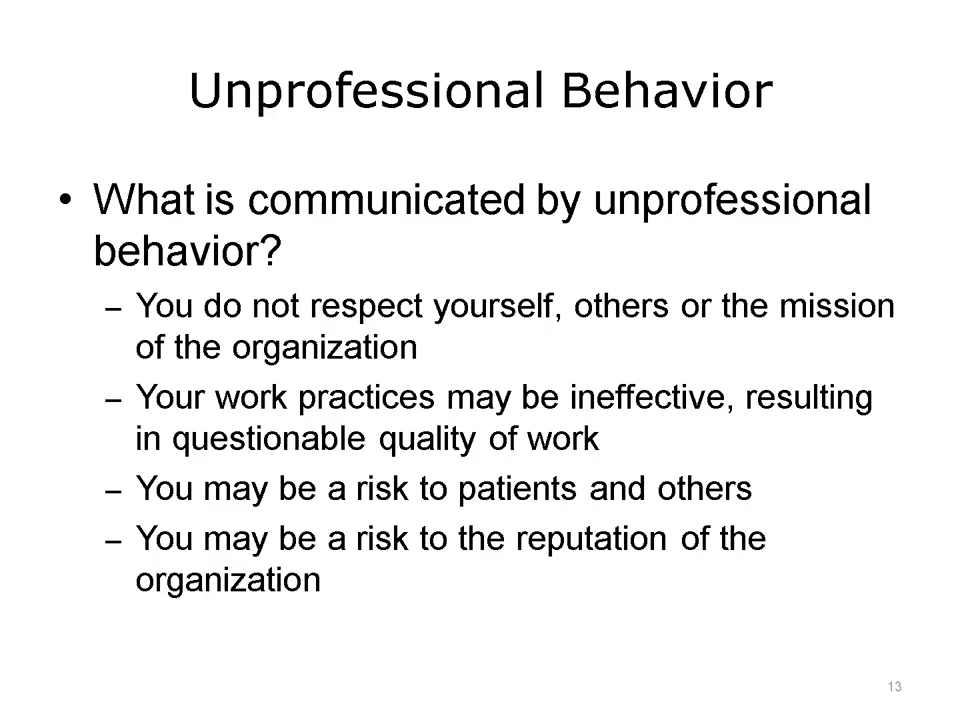 Unprofessional Behavior
• What is communicated by unprofessional
behavior?
– You do not respect yourself, others or the mission
of the organization
– Your work practices may be ineffective, resulting
in questionable quality of work
– You may be a risk to patients and others
– You may be a risk to the reputation of the
organization
13